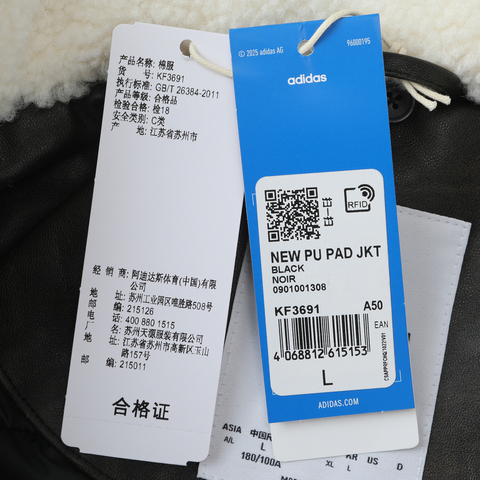 产品名称: 棉服
货 号: KF3691
执行标准: GB/T 26384-2011
产品等级: 合格品
检验合格: 检18
安全类别: C类
产 地: 江苏省苏州市
经 销 商: 阿迪达斯体育(中国)有限
公司
地 址: 苏州工业园区唯胜路508号
邮 编: 215126
电 话: 400 880 1515
厂 名: 苏州天源服装有限公司
地 址: 江苏省苏州市高新区玉山
路157号
邮 编: 215011
合格证
© 2025 adidas AG
96000195
adidas
RFID
NEW PU PAD JKT
BLACK
NOIR
0901001308
KF3691 A50
EAN
4 068812 615153
L
ADIDAS.COM
ASIA 中国
A/L L
180/100A
KR US D
XL L